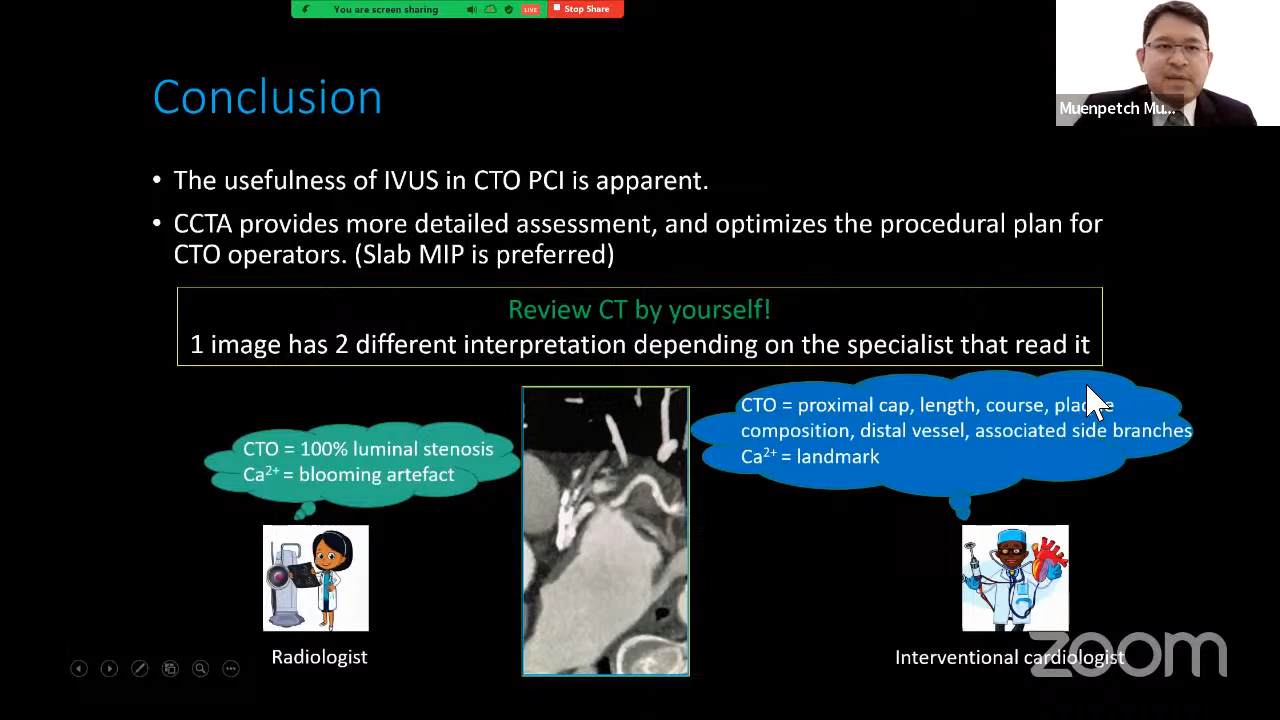 You are screen sharing
LIVE
Stop Share
Muenpetch Mu...
Conclusion
• The usefulness of IVUS in CTO PCI is apparent.
• CCTA provides more detailed assessment, and optimizes the procedural plan for
CTO operators. (Slab MIP is preferred)
Review CT by yourself!
1 image has 2 different interpretation depending on the specialist that read it
CTO = 100% luminal stenosis
Ca²⁺ = blooming artefact
CTO = proximal cap, length, course,
composition, distal vessel, associated side branches
Ca²⁺ = landmark
Radiologist
Interventional cardiologist
zoom